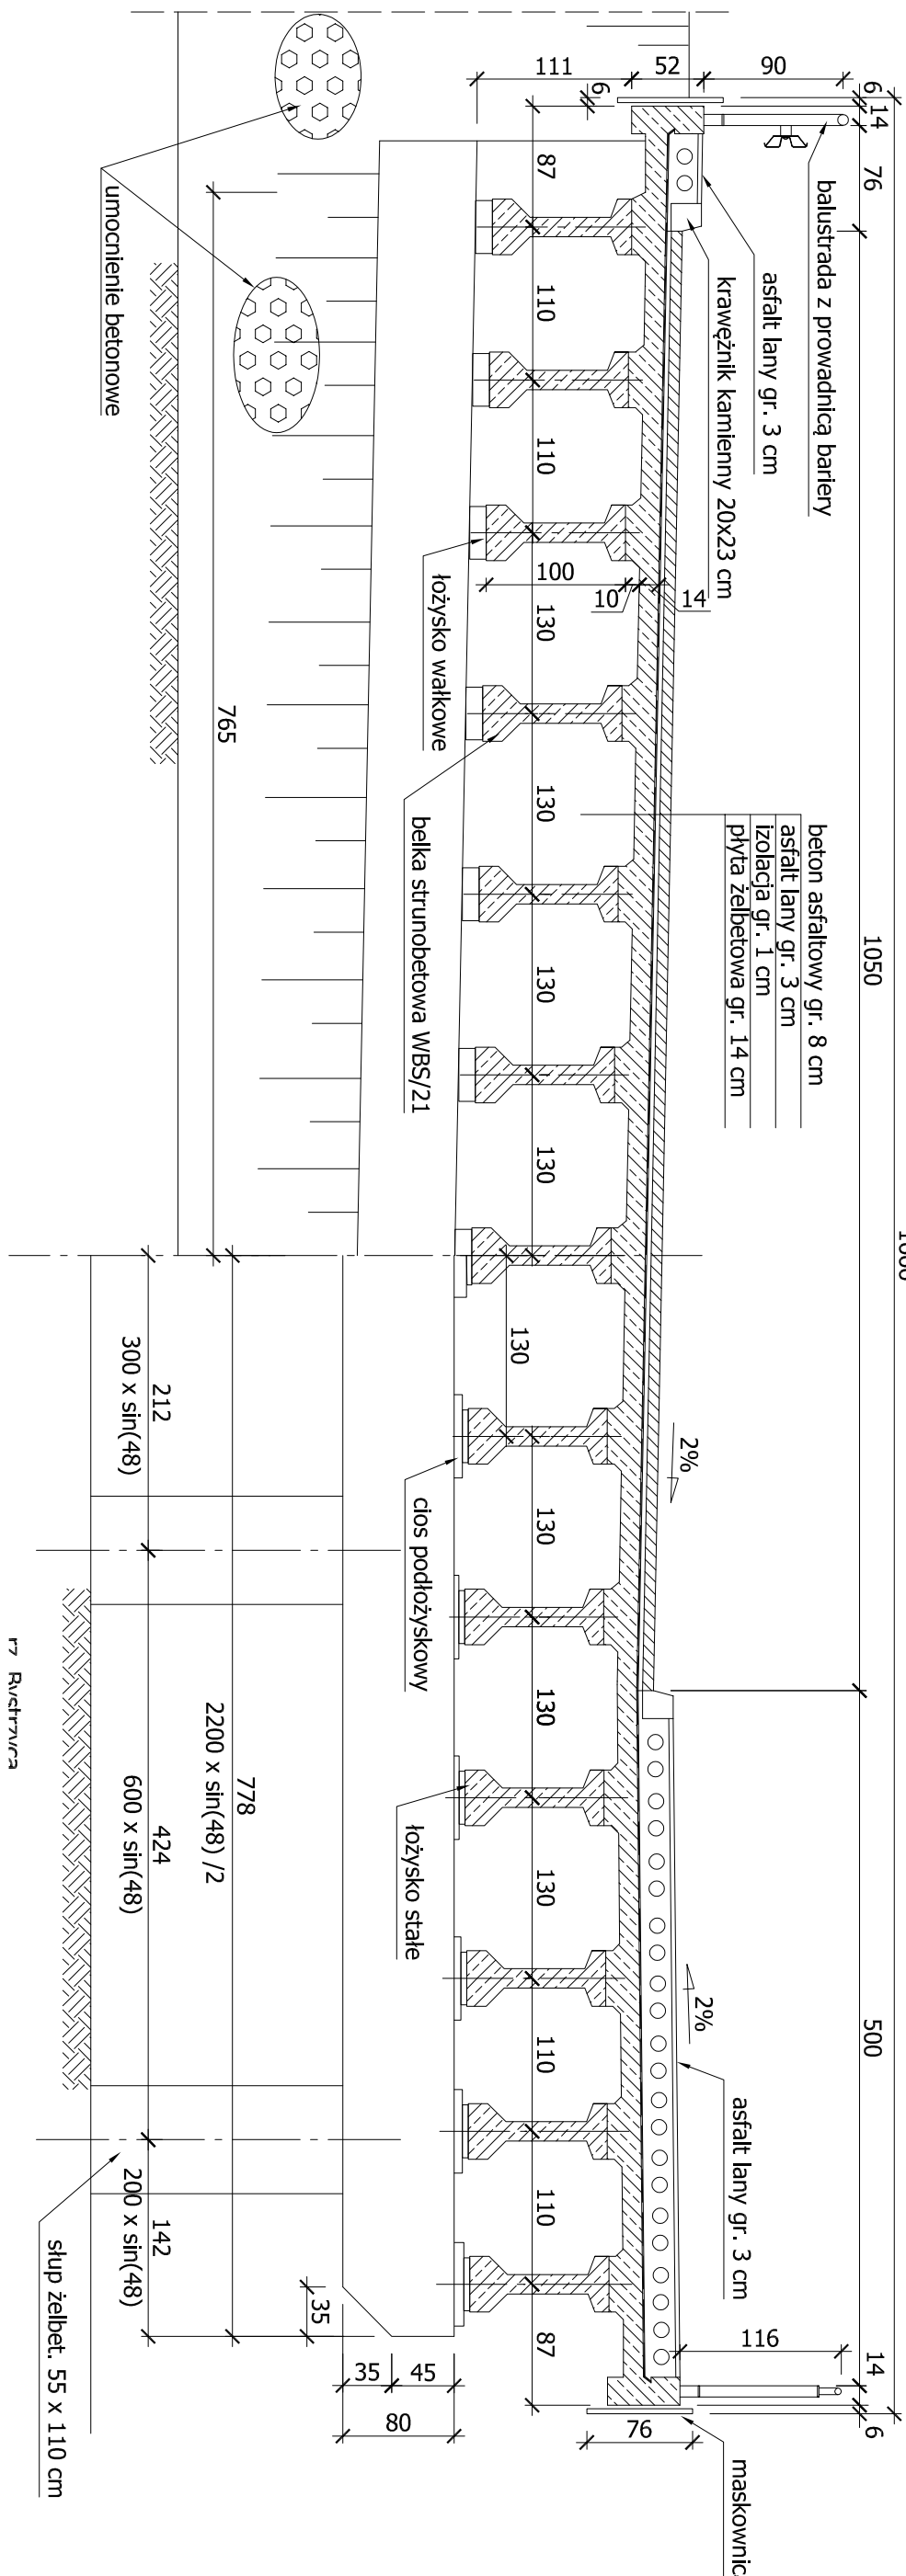 90
52
111
6
14
76
6
87
110
110
130
130
130
130
130
130
130
130
110
110
87
balustrada z prowadnicą bariery
asfalt lany gr. 3 cm
krawężnik kamienny 20x23 cm
umocnienie betonowe
100
10
14
łożysko wałkowe
belka strunobetonowa WBS/21
765
beton asfaltowy gr. 8 cm
asfalt lany gr. 3 cm
izolacja gr. 1 cm
płyta żelbetowa gr. 14 cm
1050
2%
cios podłożyskowy
212
300 x sin(48)
778
2200 x sin(48) /2
424
600 x sin(48)
łożysko stałe
2%
500
asfalt lany gr. 3 cm
142
200 x sin(48)
słup żelbet. 55 x 110 cm
35
35
45
80
116
14
6
76